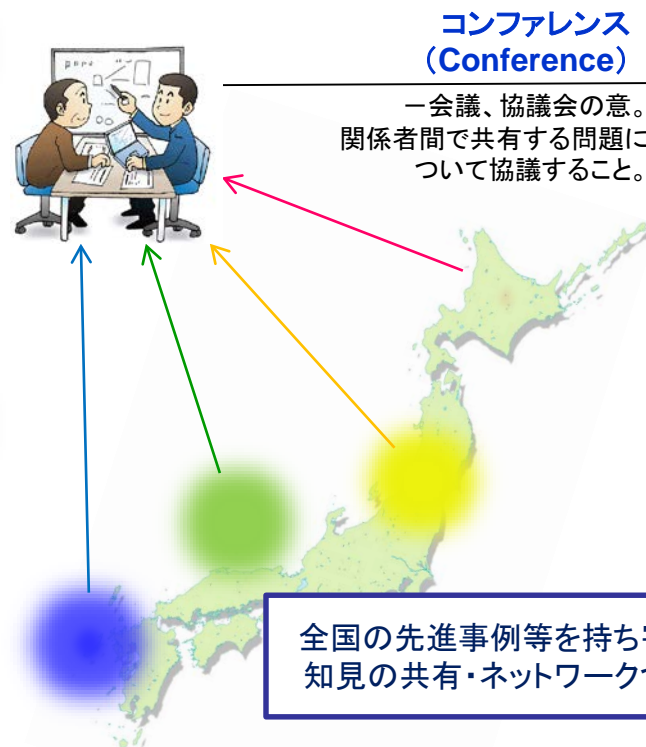 コンファレンス
（Conference）
－会議、協議会の意。
関係者間で共有する問題に
ついて協議すること。
全国の先進事例等を持ち
知見の共有・ネットワーク